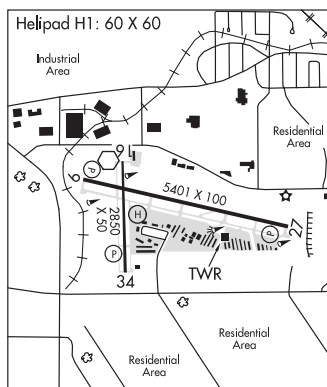 Helipad H1: 60 X 60
Industrial
Area
Residential
Area
16
P
9
5401 X 100
2850
X 50
H
P
P
27
TWR
34
Residential
Area
Residential
Area